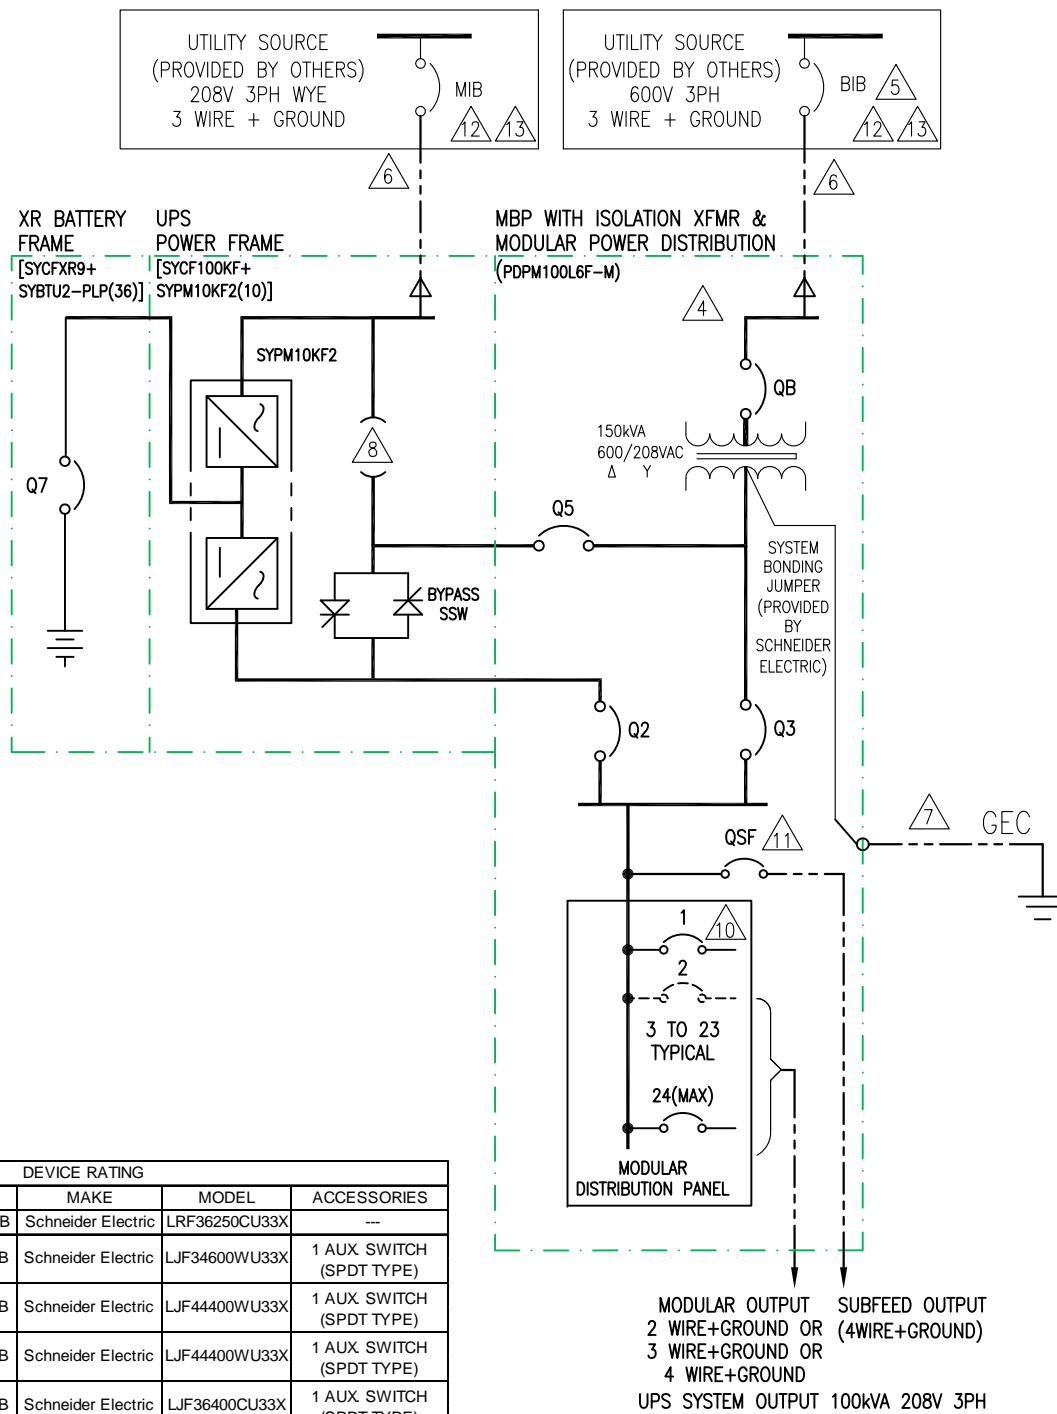 UTILITY SOURCE
(PROVIDED BY OTHERS)
208V 3PH WYE
3 WIRE + GROUND
MIB
12
13
UTILITY SOURCE
(PROVIDED BY OTHERS)
600V 3PH
3 WIRE + GROUND
BIB
5
12
13
6
6
XR BATTERY
FRAME
[SYCFXR9+
SYBTU2-PLP(36)]
UPS
POWER FRAME
[SYCF100KF+
SYPM10KF2(10)]
MBP WITH ISOLATION XFMR &
MODULAR POWER DISTRIBUTION
(PDPM100L6F-M)
4
SYPM10KF2
QB
150kVA
600/208VAC
Δ Y
8
Q7
Q5
SYSTEM
BONDING
JUMPER
(PROVIDED
BY
SCHNEIDER
ELECTRIC)
BYPASS
SSW
Q2
Q3
7
GEC
QSF
11
1
10
2
3 TO 23
TYPICAL
24(MAX)
MODULAR
DISTRIBUTION PANEL
DEVICE RATING
MAKE MODEL ACCESSORIES
B Schneider Electric LRF36250CU33X ---
B Schneider Electric LJF34600WU33X 1 AUX. SWITCH
(SPDT TYPE)
B Schneider Electric LJF44400WU33X 1 AUX. SWITCH
(SPDT TYPE)
B Schneider Electric LJF44400WU33X 1 AUX. SWITCH
(SPDT TYPE)
B Schneider Electric LJF36400CU33X 1 AUX. SWITCH
(SPDT TYPE)
MODULAR OUTPUT
2 WIRE+GROUND OR
3 WIRE+GROUND OR
4 WIRE+GROUND
SUBFEED OUTPUT
(4WIRE+GROUND)
UPS SYSTEM OUTPUT 100kVA 208V 3PH